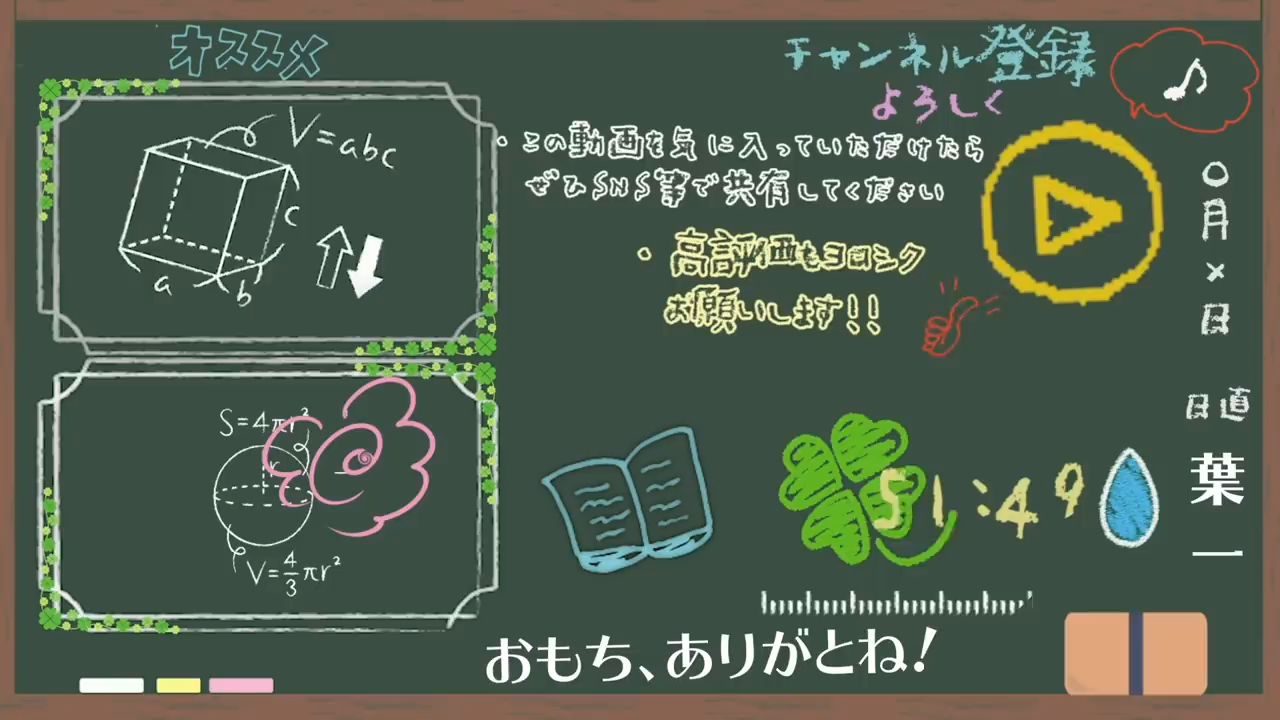 オススメ
V=abc
a
b
c
S=4πr²
r
V=4/3πr²
チャンネル登録
よろしく
・この動画を気に入っていただけたら
ぜひSNS等で共有してください
・高評価もヨロシク
お願いします!!
51:49
おもち、ありがとね!
〇月×日
日直
葉一